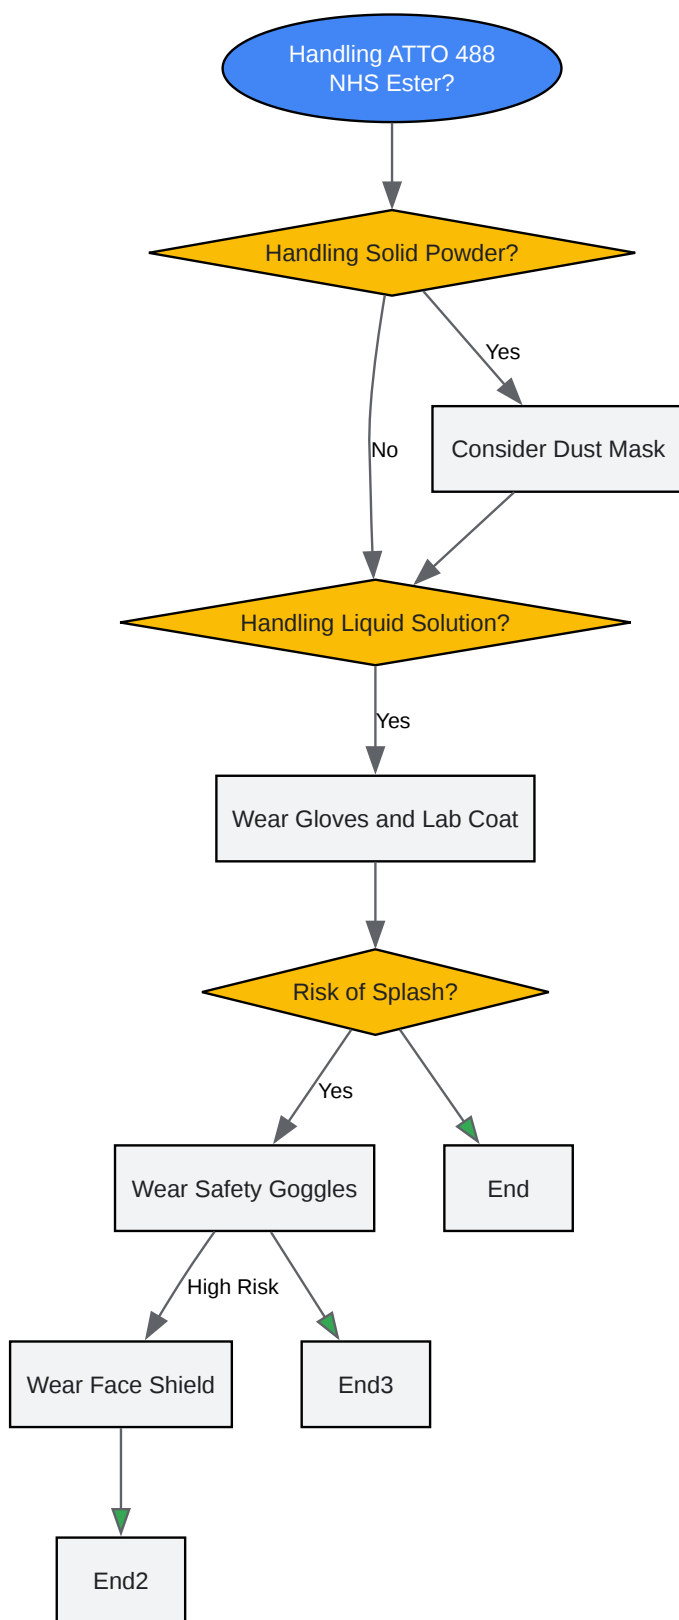 Handling ATTO 488
NHS Ester?
Handling Solid Powder?
Yes
Consider Dust Mask
No
Handling Liquid Solution?
Yes
Wear Gloves and Lab Coat
Risk of Splash?
Yes
Wear Safety Goggles
End
High Risk
Wear Face Shield
End3
End2